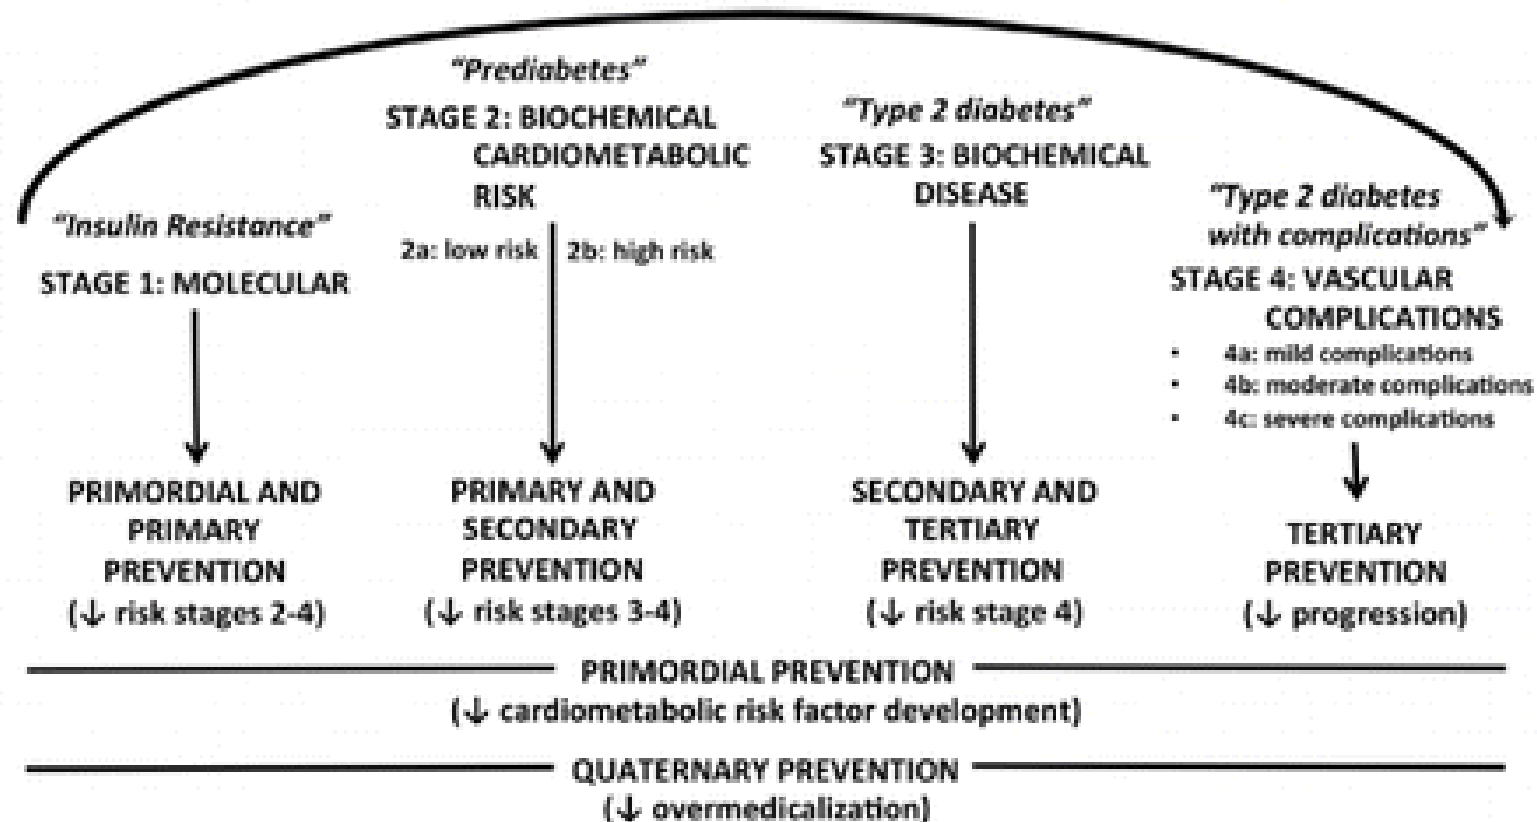 "Insulin Resistance"
STAGE 1: MOLECULAR
PRIMORDIAL AND
PRIMARY
PREVENTION
(↓ risk stages 2-4)
"Prediabetes"
STAGE 2: BIOCHEMICAL
CARDIOMETABOLIC
RISK
2a: low risk
2b: high risk
PRIMARY AND
SECONDARY
PREVENTION
(↓ risk stages 3-4)
"Type 2 diabetes"
STAGE 3: BIOCHEMICAL
DISEASE
SECONDARY AND
TERTIARY
PREVENTION
(↓ risk stage 4)
"Type 2 diabetes
with complications"
STAGE 4: VASCULAR
COMPLICATIONS
• 4a: mild complications
• 4b: moderate complications
• 4c: severe complications
TERTIARY
PREVENTION
(↓ progression)
PRIMORDIAL PREVENTION
(↓ cardiometabolic risk factor development)
QUATERNARY PREVENTION
(↓ overmedicalization)